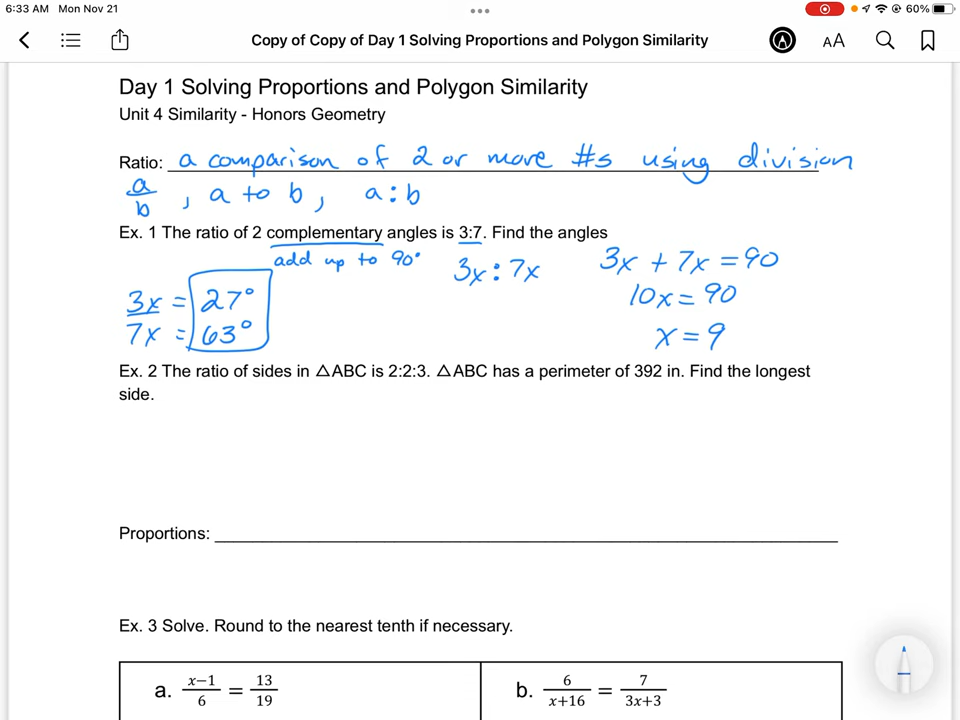 6:33 AM Mon Nov 21
60%
Copy of Copy of Day 1 Solving Proportions and Polygon Similarity
AA
Day 1 Solving Proportions and Polygon Similarity
Unit 4 Similarity - Honors Geometry
Ratio: a comparison of 2 or more #s using division
a/b , a to b, a:b
Ex. 1 The ratio of 2 complementary angles is 3:7. Find the angles
add up to 90°
3x : 7x
3x + 7x = 90
10x = 90
x = 9
3x = 27°
7x = 63°
Ex. 2 The ratio of sides in △ABC is 2:2:3. △ABC has a perimeter of 392 in. Find the longest
side.
Proportions:
Ex. 3 Solve. Round to the nearest tenth if necessary.
a. x−1/6 = 13/19
b. 6/x+16 = 7/3x+3